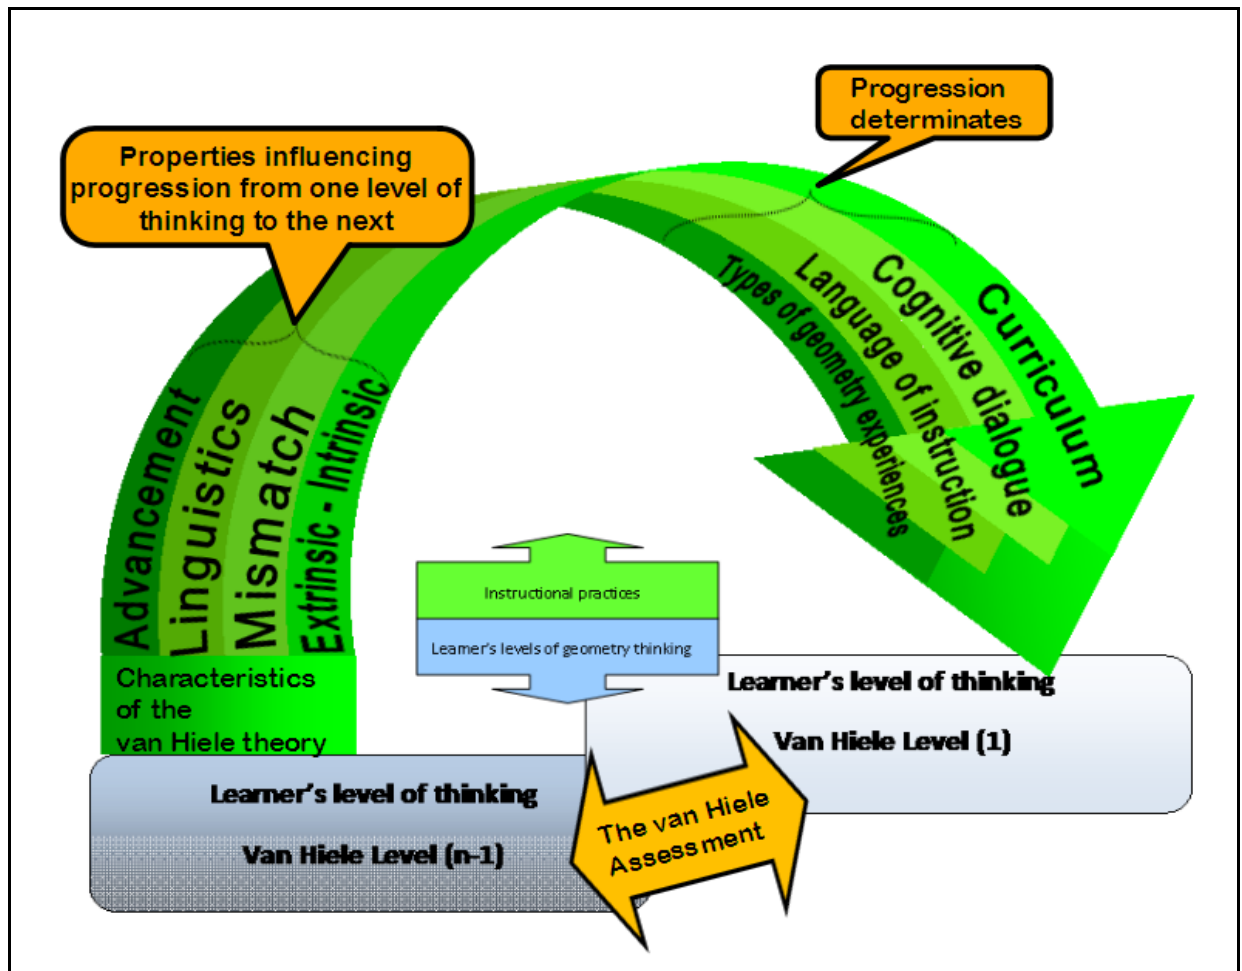 Progression
determinates
Properties influencing
progression from one level of
thinking to the next
Advancement
Linguistics
Mismatch
Extrinsic - Intrinsic
Types of geometry experiences
Language of instruction
Cognitive dialogue
Curriculum
Instructional practices
Learner's levels of geometry thinking
Characteristics
of the
van Hiele theory
Learner's level of thinking
Van Hiele Level (1)
Learner's level of thinking
Van Hiele Level (n-1)
The van Hiele
Assessment